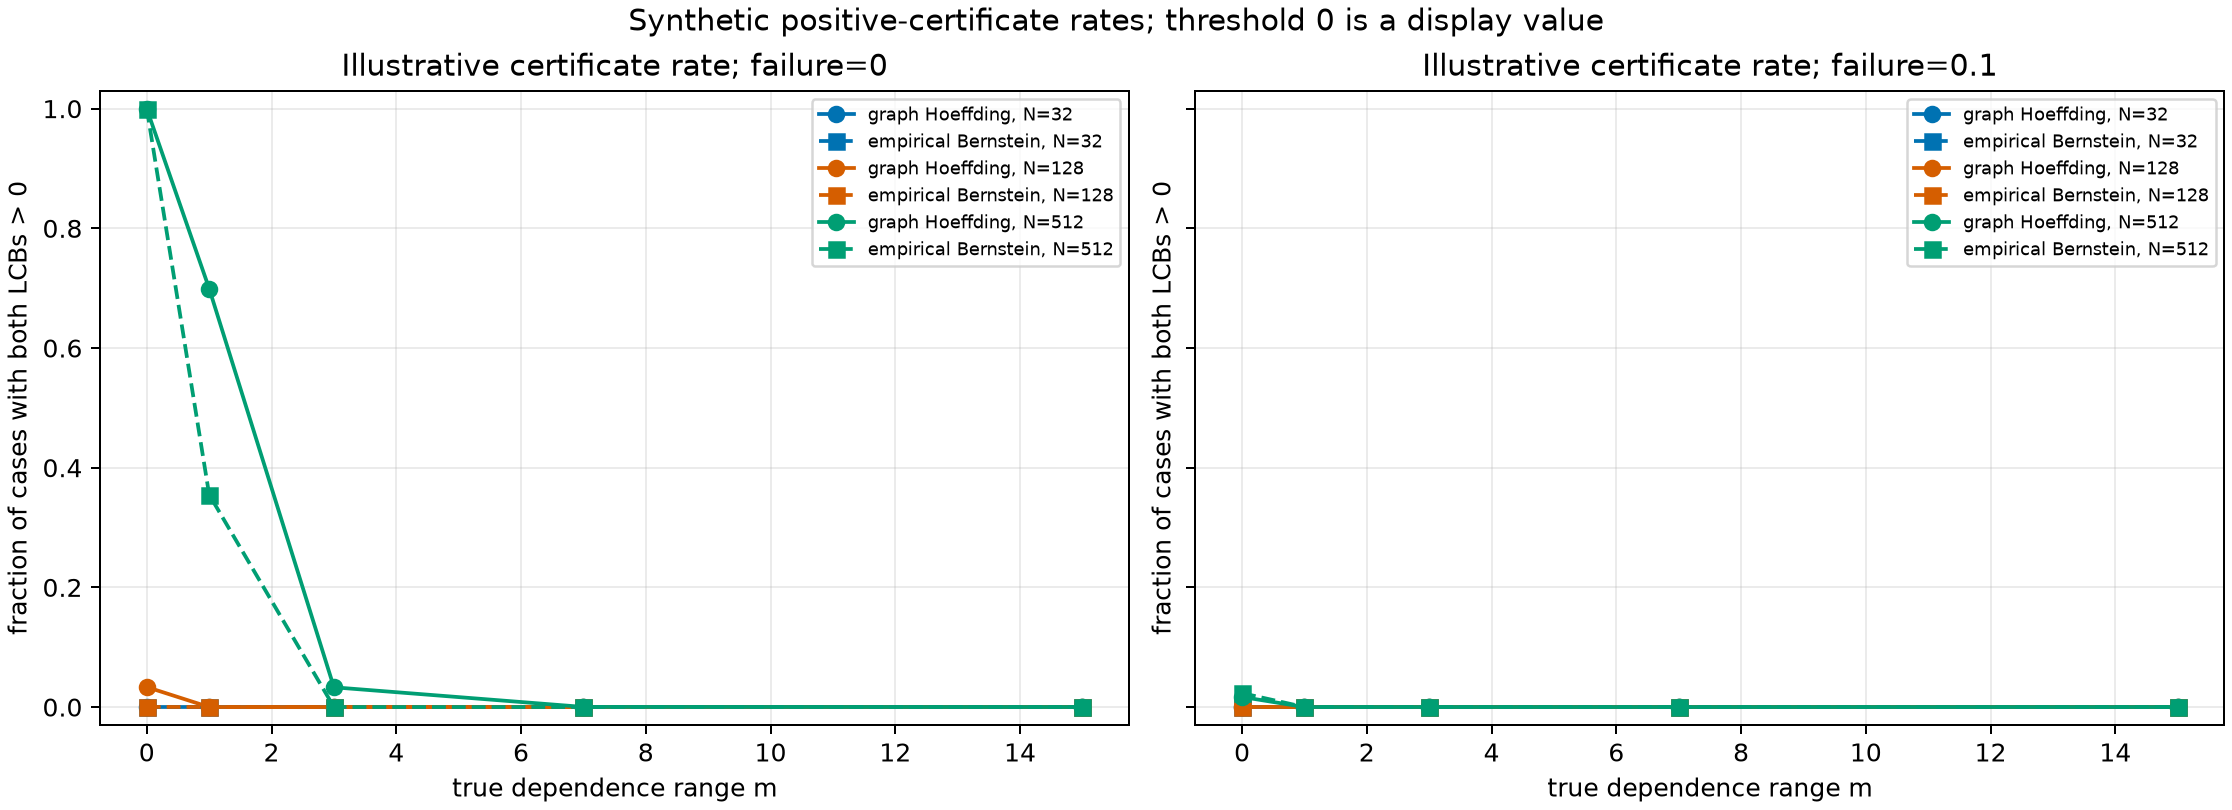 Synthetic positive-certificate rates; threshold 0 is a display value
Illustrative certificate rate; failure=0
fraction of cases with both LCBs > 0
1.0
0.8
0.6
0.4
0.2
0.0
graph Hoeffding, N=32
empirical Bernstein, N=32
graph Hoeffding, N=128
empirical Bernstein, N=128
graph Hoeffding, N=512
empirical Bernstein, N=512
0 2 4 6 8 10 12 14
true dependence range m
Illustrative certificate rate; failure=0.1
fraction of cases with both LCBs > 0
graph Hoeffding, N=32
empirical Bernstein, N=32
graph Hoeffding, N=128
empirical Bernstein, N=128
graph Hoeffding, N=512
empirical Bernstein, N=512
0 2 4 6 8 10 12 14
true dependence range m